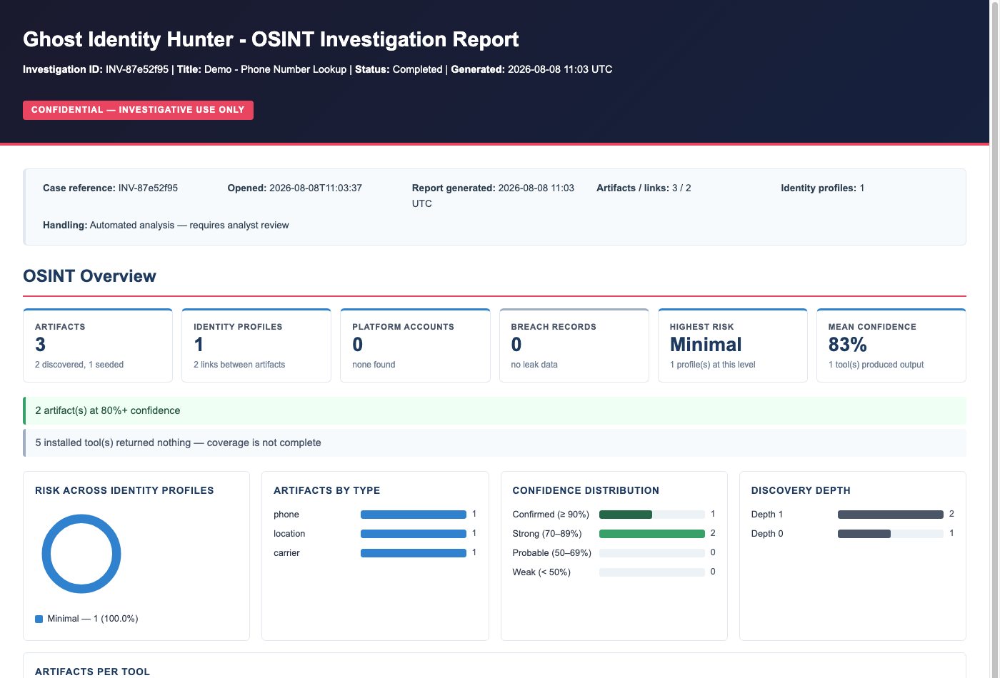 Ghost Identity Hunter - OSINT Investigation Report
Investigation ID: INV-87e52f95 | Title: Demo - Phone Number Lookup | Status: Completed | Generated: 2026-08-08 11:03 UTC
CONFIDENTIAL — INVESTIGATIVE USE ONLY
Case reference: INV-87e52f95
Opened: 2026-08-08T11:03:37
Report generated: 2026-08-08 11:03
UTC
Artifacts / links: 3 / 2
Identity profiles: 1
Handling: Automated analysis — requires analyst review
OSINT Overview
ARTIFACTS
3
2 discovered, 1 seeded
IDENTITY PROFILES
1
2 links between artifacts
PLATFORM ACCOUNTS
0
none found
BREACH RECORDS
0
no leak data
HIGHEST RISK
Minimal
1 profile(s) at this level
MEAN CONFIDENCE
83%
1 tool(s) produced output
2 artifact(s) at 80%+ confidence
5 installed tool(s) returned nothing — coverage is not complete
RISK ACROSS IDENTITY PROFILES
Minimal — 1 (100.0%)
ARTIFACTS BY TYPE
phone 1
location 1
carrier 1
CONFIDENCE DISTRIBUTION
Confirmed (≥ 90%) 1
Strong (70–89%) 2
Probable (50–69%) 0
Weak (< 50%) 0
DISCOVERY DEPTH
Depth 1 2
Depth 0 1
ARTIFACTS PER TOOL